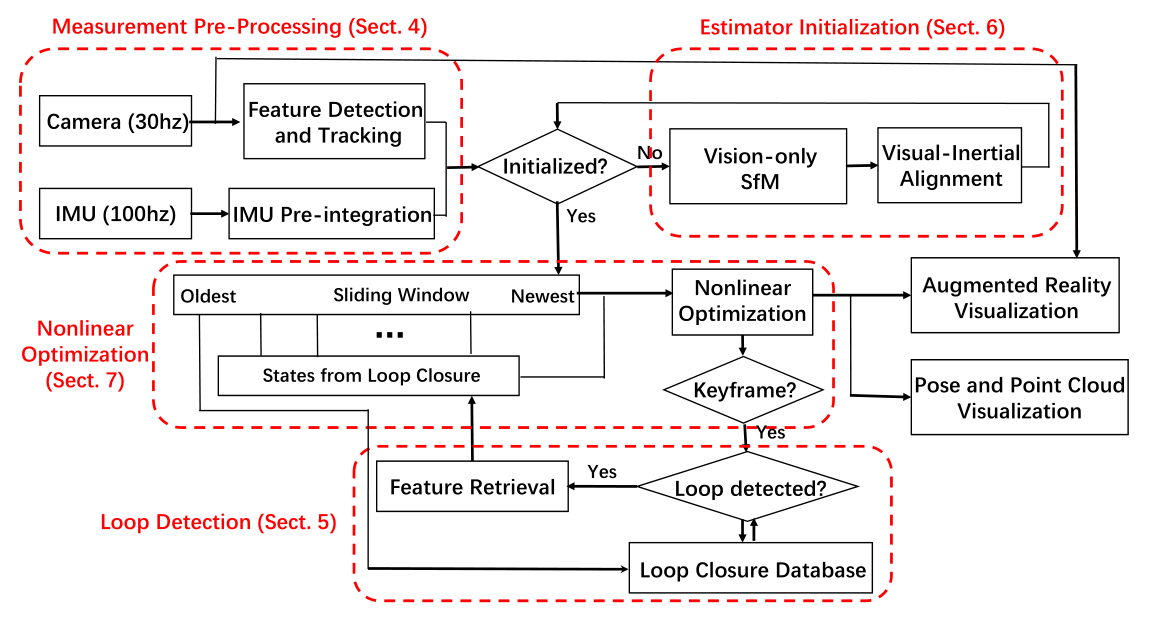 Measurement Pre-Processing (Sect. 4)
Estimator Initialization (Sect. 6)
Camera (30hz)
Feature Detection
and Tracking
IMU (100hz)
IMU Pre-integration
Initialized?
No
Yes
Vision-only
SfM
Visual-Inertial
Alignment
Nonlinear
Optimization
(Sect. 7)
Oldest
Sliding Window
Newest
...
States from Loop Closure
Nonlinear
Optimization
Keyframe?
Yes
Augmented Reality
Visualization
Pose and Point Cloud
Visualization
Loop Detection (Sect. 5)
Feature Retrieval
Yes
Loop detected?
Loop Closure Database